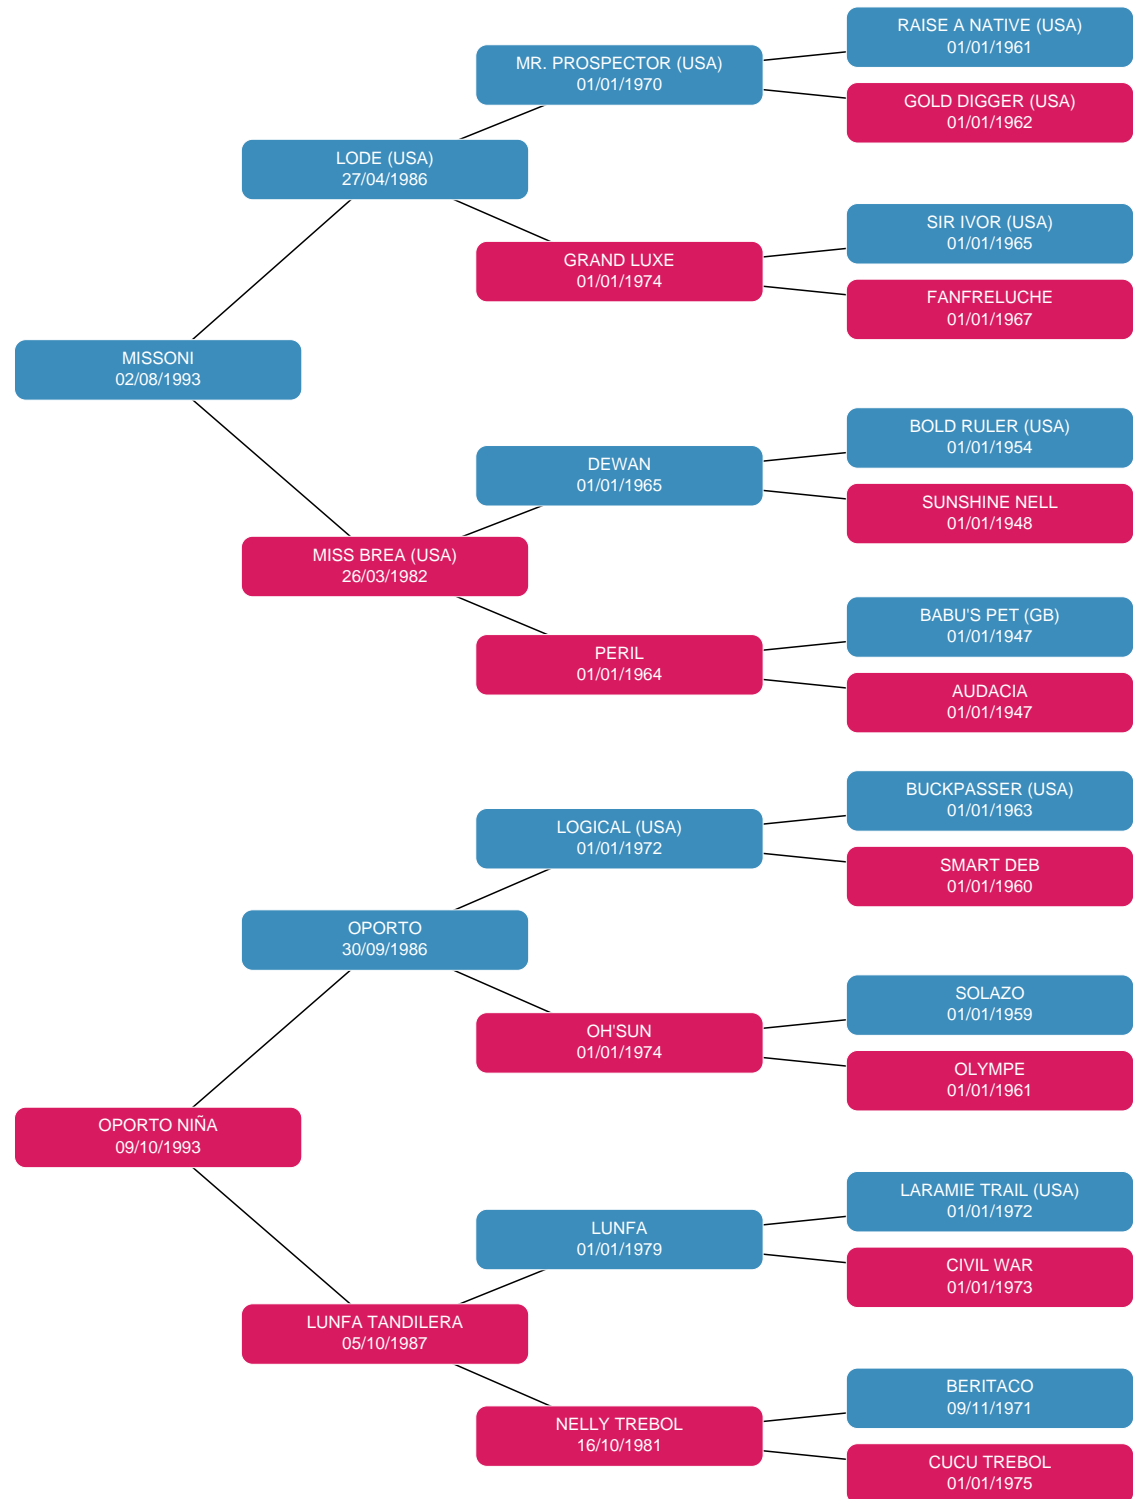 RAISE A NATIVE (USA)
01/01/1961
MR. PROSPECTOR (USA)
01/01/1970
GOLD DIGGER (USA)
01/01/1962
LODE (USA)
27/04/1986
SIR IVOR (USA)
01/01/1965
GRAND LUXE
01/01/1974
FANFRELUCHE
01/01/1967
MISSONI
02/08/1993
BOLD RULER (USA)
01/01/1954
DEWAN
01/01/1965
SUNSHINE NELL
01/01/1948
MISS BREA (USA)
26/03/1982
BABU'S PET (GB)
01/01/1947
PERIL
01/01/1964
AUDACIA
01/01/1947
BUCKPASSER (USA)
01/01/1963
LOGICAL (USA)
01/01/1972
SMART DEB
01/01/1960
OPORTO
30/09/1986
SOLAZO
01/01/1959
OH'SUN
01/01/1974
OLYMPE
01/01/1961
OPORTO NIÑA
09/10/1993
LARAMIE TRAIL (USA)
01/01/1972
LUNFA
01/01/1979
CIVIL WAR
01/01/1973
LUNFA TANDILERA
05/10/1987
BERITACO
09/11/1971
NELLY TREBOL
16/10/1981
CUCU TREBOL
01/01/1975